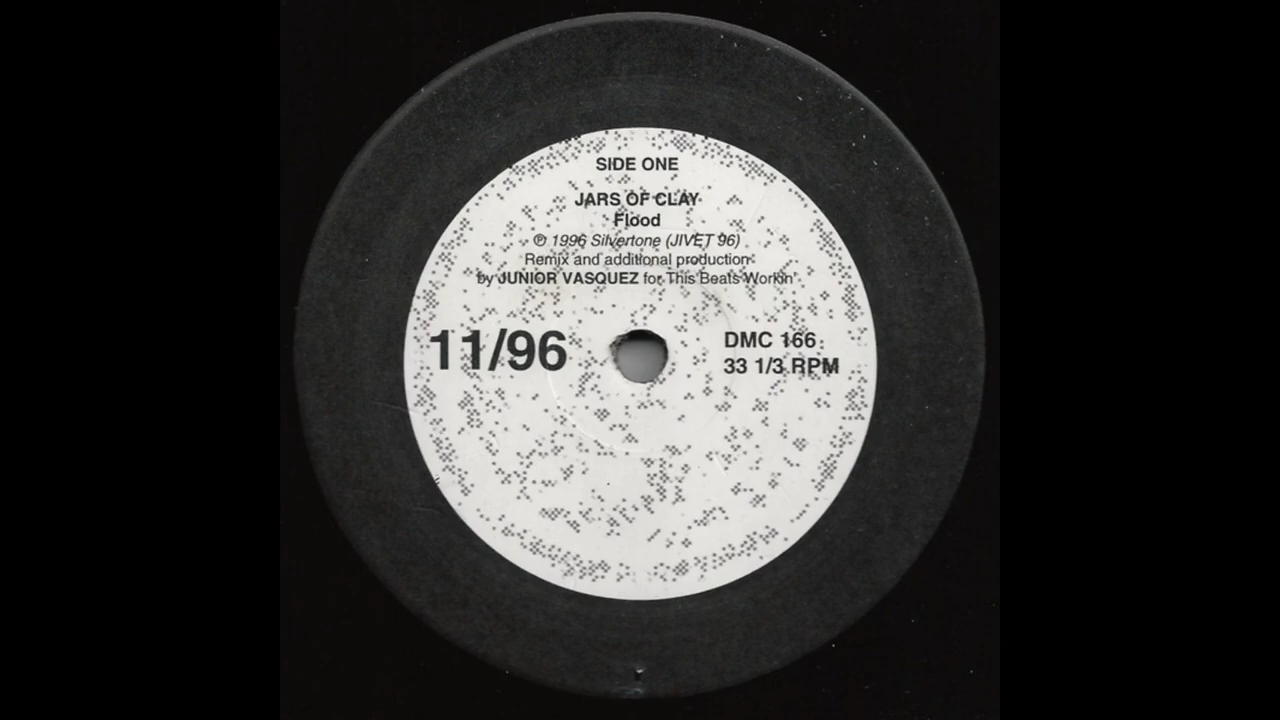 SIDE ONE
JARS OF CLAY
Flood
℗ 1996 Silvertone (JIVET 96)
Remix and additional production
by JUNIOR VASQUEZ for This Beats Workin'
11/96
DMC 166
33 1/3 RPM